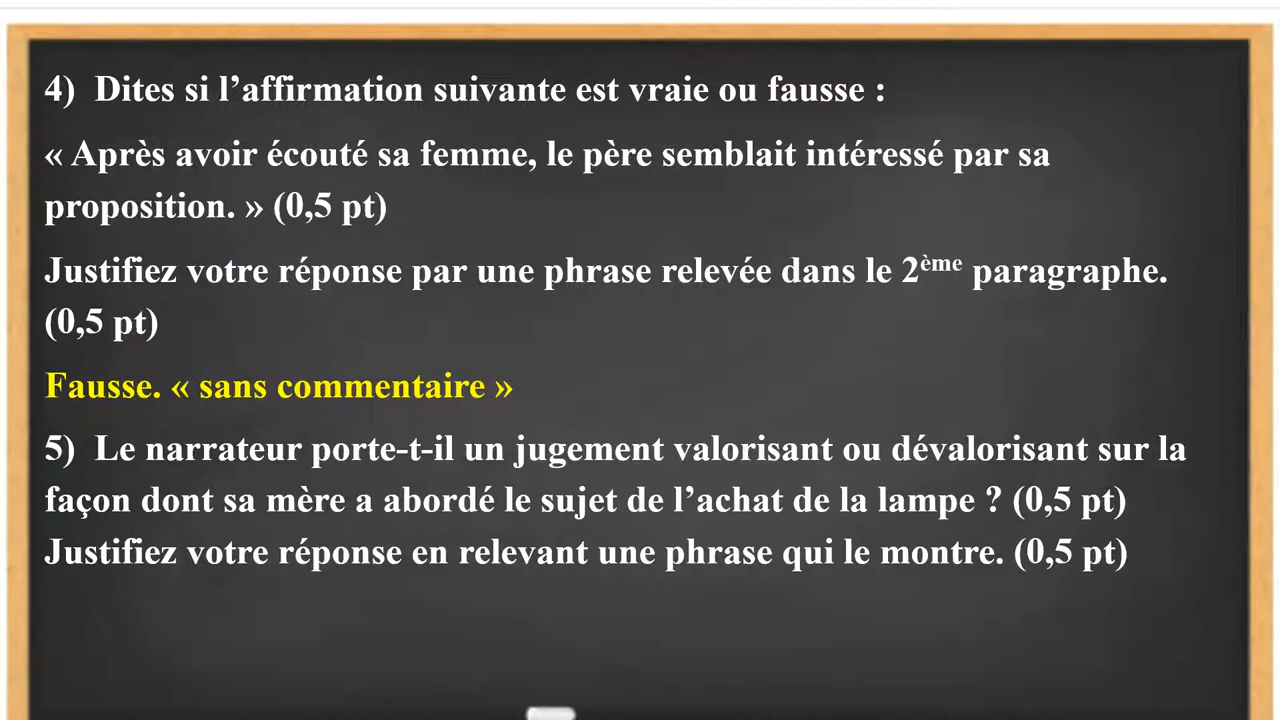 4) Dites si l’affirmation suivante est vraie ou fausse :
« Après avoir écouté sa femme, le père semblait intéressé par sa
proposition. » (0,5 pt)
Justifiez votre réponse par une phrase relevée dans le 2ème paragraphe.
(0,5 pt)
Fausse. « sans commentaire »
5) Le narrateur porte-t-il un jugement valorisant ou dévalorisant sur la
façon dont sa mère a abordé le sujet de l’achat de la lampe ? (0,5 pt)
Justifiez votre réponse en relevant une phrase qui le montre. (0,5 pt)